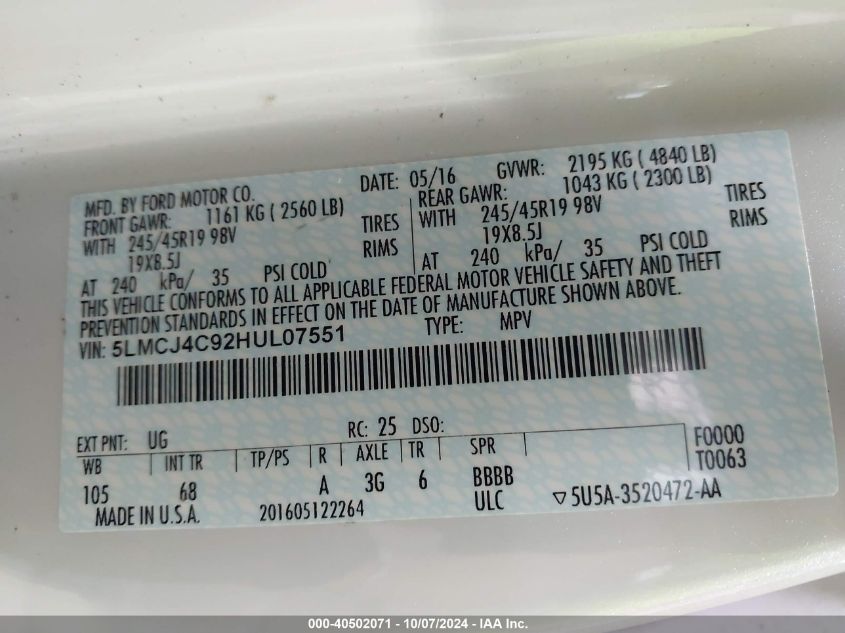 MFD. BY FORD MOTOR CO. DATE: 05/16 GVWR: 2195 KG ( 4840 LB)
FRONT GAWR: 1161 KG ( 2560 LB) REAR GAWR: 1043 KG ( 2300 LB)
WITH 245/45R19 98V TIRES WITH 245/45R19 98V TIRES
19X8.5J RIMS 19X8.5J RIMS
AT 240 kPa/ 35 PSI COLD AT 240 kPa/ 35 PSI COLD
THIS VEHICLE CONFORMS TO ALL APPLICABLE FEDERAL MOTOR VEHICLE SAFETY AND THEFT
PREVENTION STANDARDS IN EFFECT ON THE DATE OF MANUFACTURE SHOWN ABOVE.
VIN: 5LMCJ4C92HUL07551 TYPE: MPV
EXT PNT: UG RC: 25 DSO:
WB INT TR TP/PS R AXLE TR SPR F0000
T0063
105 68 A 3G 6 BBBB
ULC
MADE IN U.S.A. 201605122264 ▽5U5A-3520472-AA
000-40502071 - 10/07/2024 - IAA Inc.